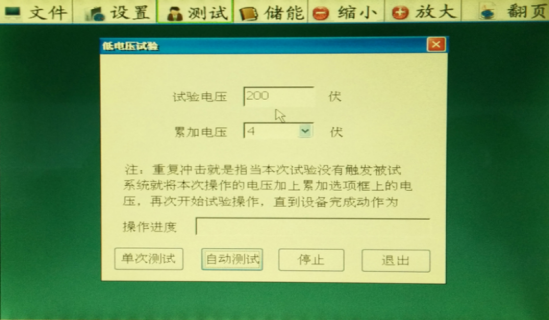 文件 设置 测试 储能 缩小 放大 翻页
低电压试验
试验电压 200 伏
累加电压 4 伏
注：重复冲击就是指当本次试验没有触发被试
系统就将本次操作的电压加上累加选项框上的电
压，再次开始试验操作，直到设备完成动作为
操作进度
单次测试 自动测试 停止 退出